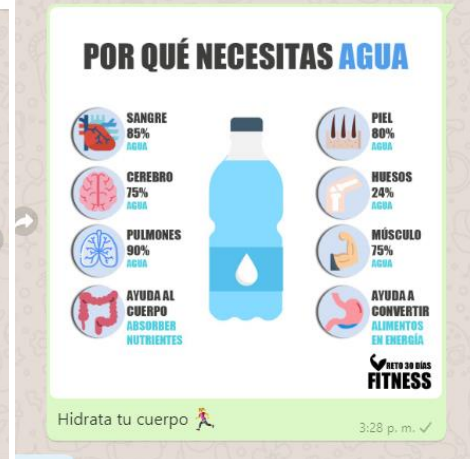 POR QUÉ NECESITAS AGUA
SANGRE
85%
AGUA
CEREBRO
75%
AGUA
PULMONES
90%
AGUA
AYUDA AL
CUERPO
ABSORBER
NUTRIENTES
PIEL
80%
AGUA
HUESOS
24%
AGUA
MÚSCULO
75%
AGUA
AYUDA A
CONVERTIR
ALIMENTOS
EN ENERGÍA
RETO 30 DÍAS
FITNESS
Hidrata tu cuerpo
3:28 p. m.